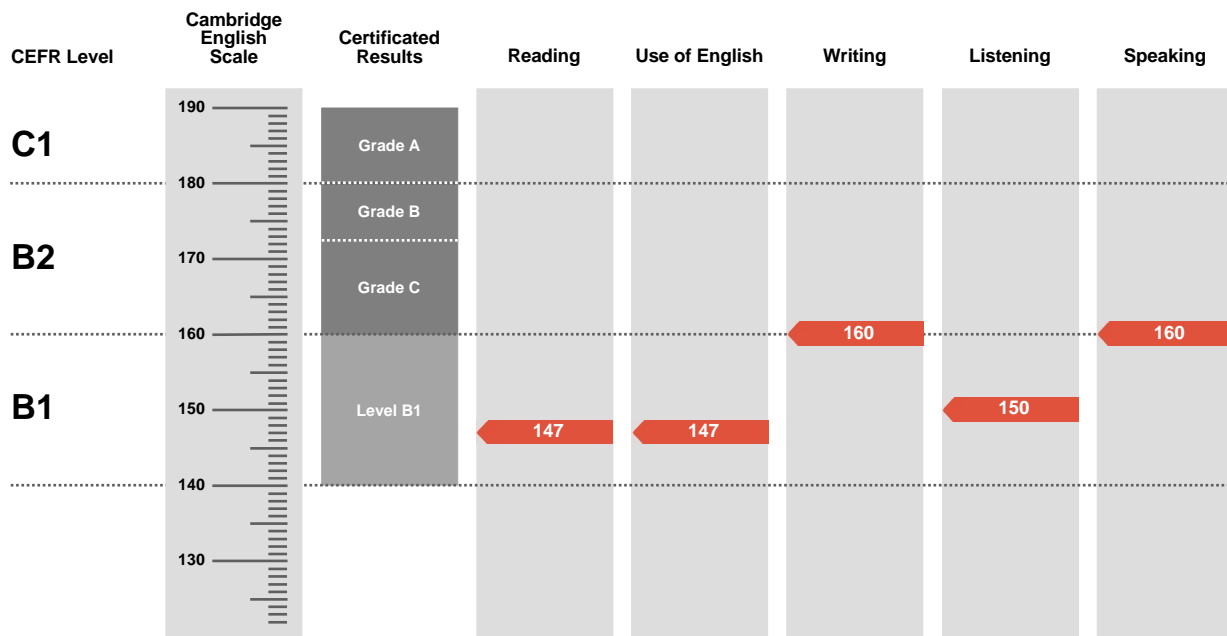 CEFR Level
Cambridge
English
Scale
Certificated
Results
Reading
Use of English
Writing
Listening
Speaking
190
C1
Grade A
180
Grade B
B2
170
Grade C
160
160
160
B1
150
Level B1
150
147
147
140
130